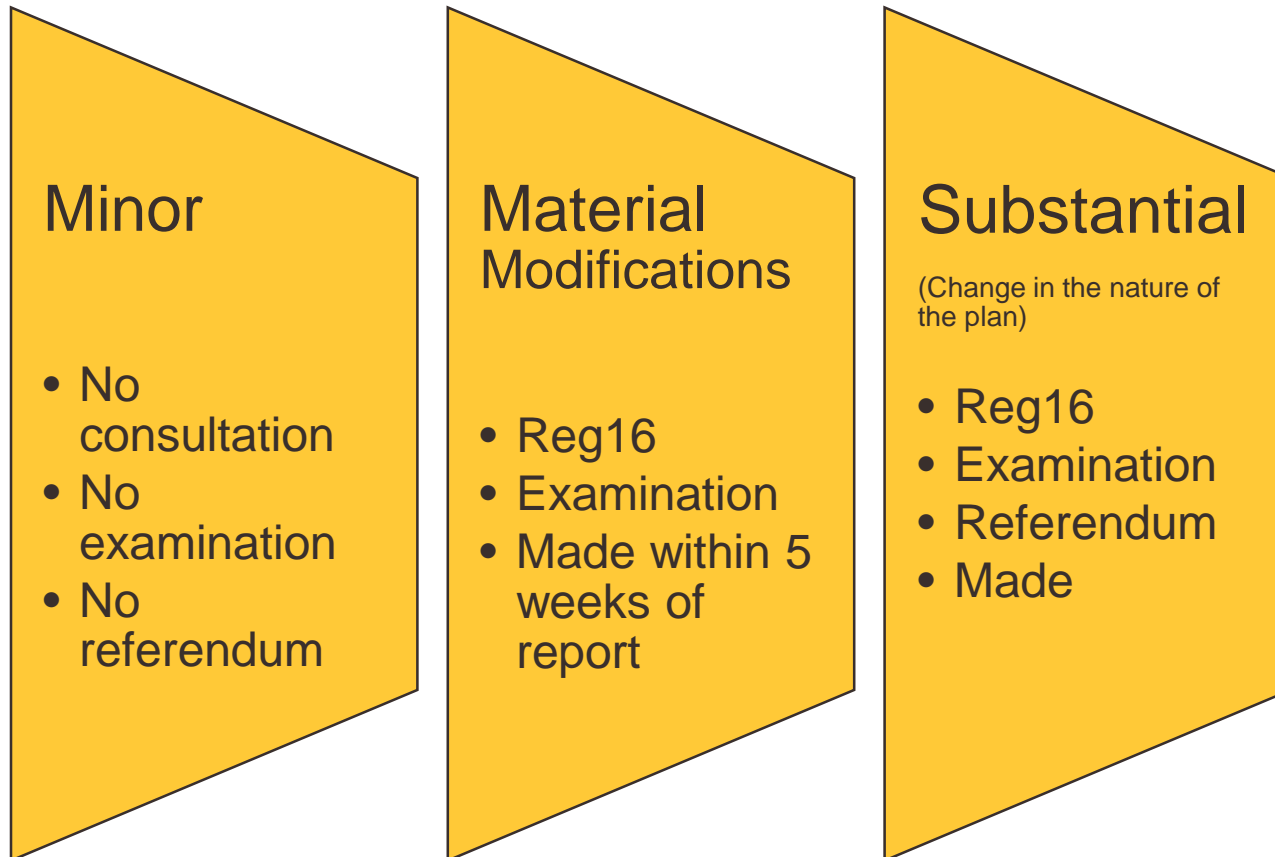 Minor
• No
consultation
• No
examination
• No
referendum
Material
Modifications
• Reg16
• Examination
• Made within 5
weeks of
report
Substantial
(Change in the nature of
the plan)
• Reg16
• Examination
• Referendum
• Made